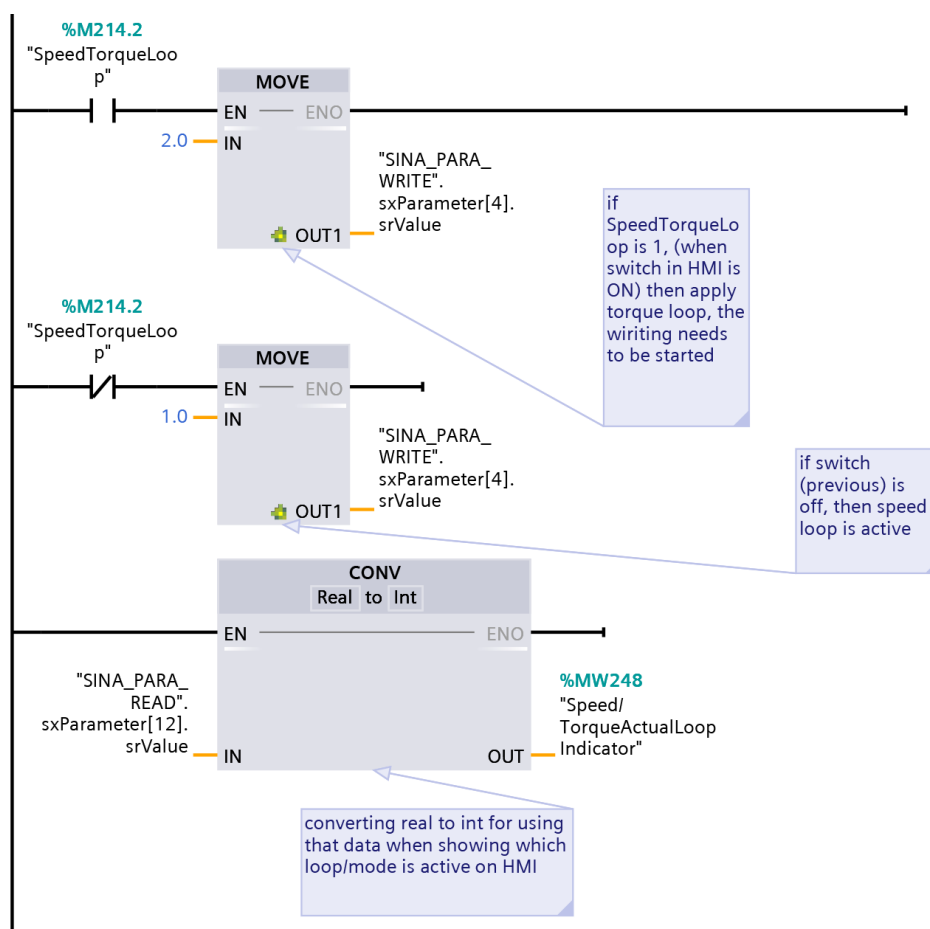 %M214.2
"SpeedTorqueLoo
p"
MOVE
EN
ENO
2.0
IN
OUT1
"SINA_PARA_
WRITE".
sxParameter[4].
srValue
if
SpeedTorqueLo
op is 1, (when
switch in HMI is
ON) then apply
torque loop, the
wiriting needs
to be started
%M214.2
"SpeedTorqueLoo
p"
MOVE
EN
ENO
1.0
IN
OUT1
"SINA_PARA_
WRITE".
sxParameter[4].
srValue
if switch
(previous) is
off, then speed
loop is active
CONV
Real to Int
EN
ENO
"SINA_PARA_
READ".
sxParameter[12].
srValue
IN
OUT
%MW248
"Speed/
TorqueActualLoop
Indicator"
converting real to int for using
that data when showing which
loop/mode is active on HMI